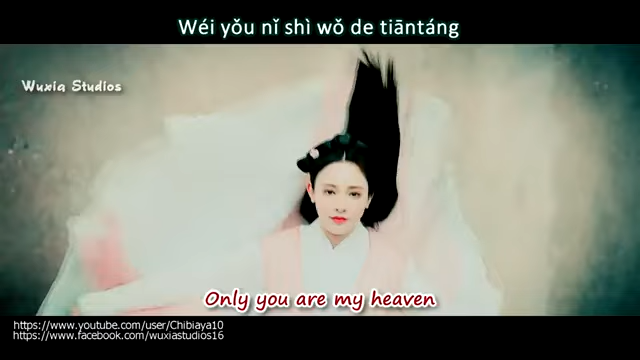 Wéi yǒu nǐ shì wǒ de tiāntáng
Wuxia Studios
Only you are my heaven
https://www.youtube.com/user/Chibiaya10
https://www.facebook.com/wuxiastudios16